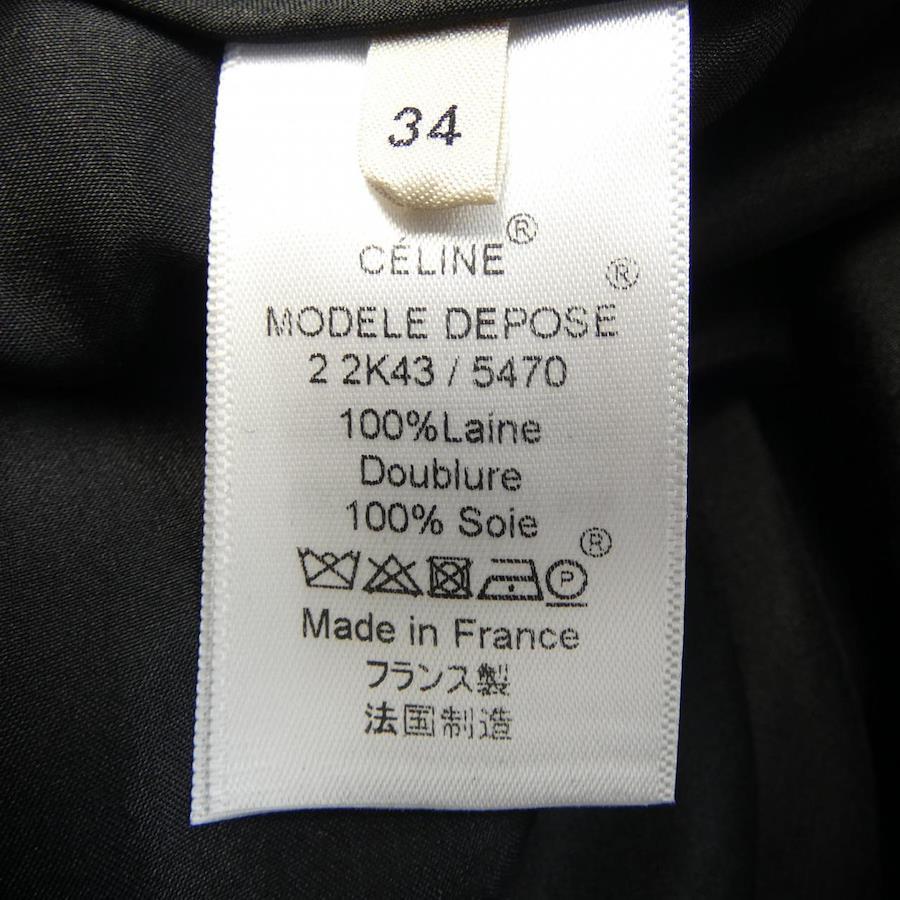 34
CÉLINE®
MODELE DEPOSE®
2 2K43 / 5470
100%Laine
Doublure
100% Soie
P ®
Made in France
フランス製
法国制造